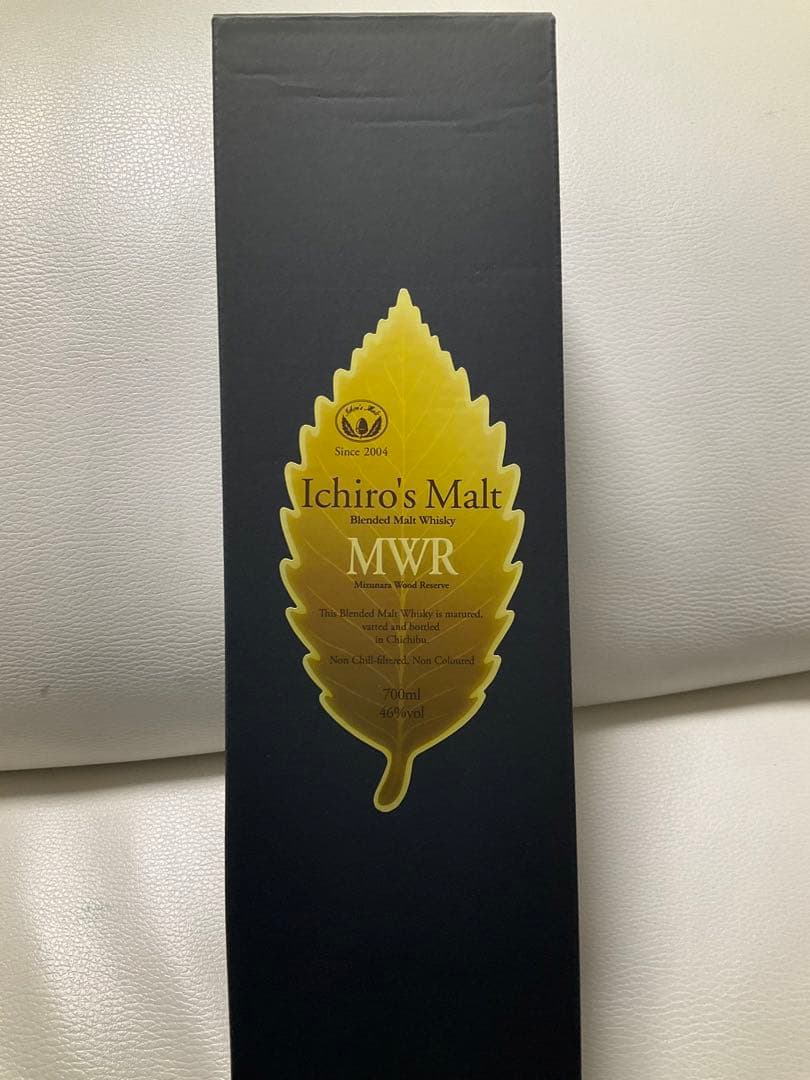 Ichiro's Malt
Since 2004
Ichiro's Malt
Blended Malt Whisky
MWR
Mizunara Wood Reserve
This Blended Malt Whisky is matured,
vatted and bottled
in Chichibu.
Non Chill-filtered, Non Coloured
700ml
46%vol